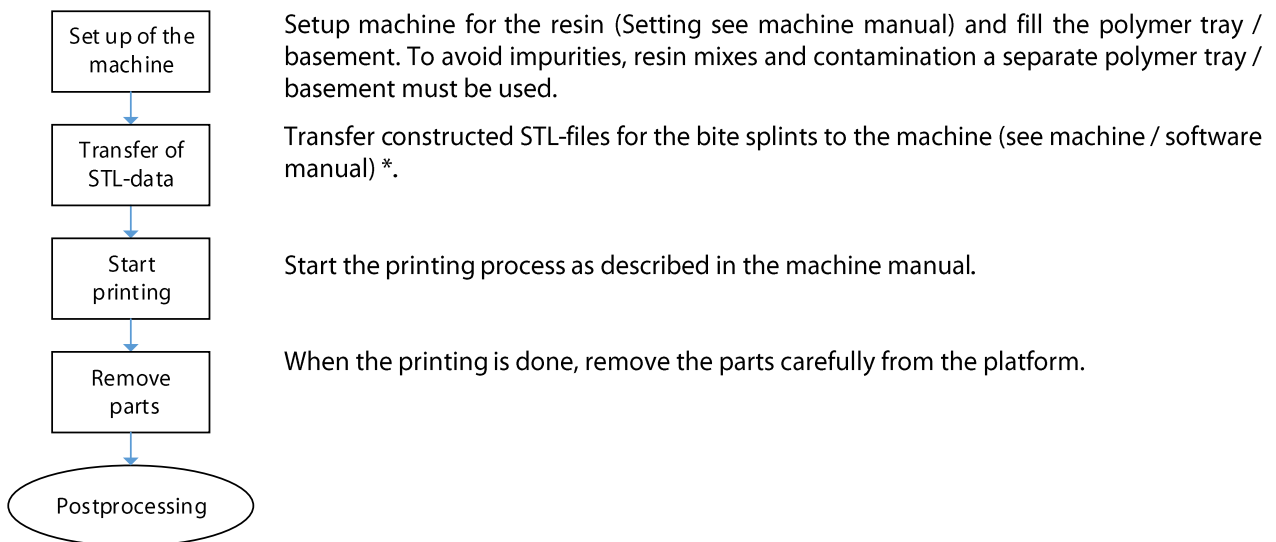 Set up of the
machine
Setup machine for the resin (Setting see machine manual) and fill the polymer tray /
basement. To avoid impurities, resin mixes and contamination a separate polymer tray /
basement must be used.
Transfer of
STL-data
Transfer constructed STL-files for the bite splints to the machine (see machine / software
manual) *.
Start
printing
Start the printing process as described in the machine manual.
Remove
parts
When the printing is done, remove the parts carefully from the platform.
Postprocessing